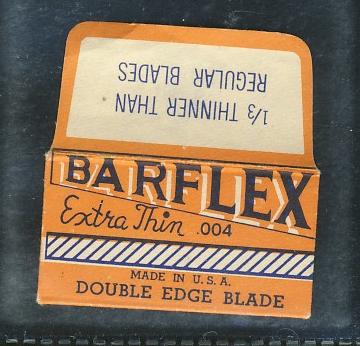 1/3 THINNER THAN
REGULAR BLADES
BARFLEX
Extra Thin .004
MADE IN U.S.A.
DOUBLE EDGE BLADE